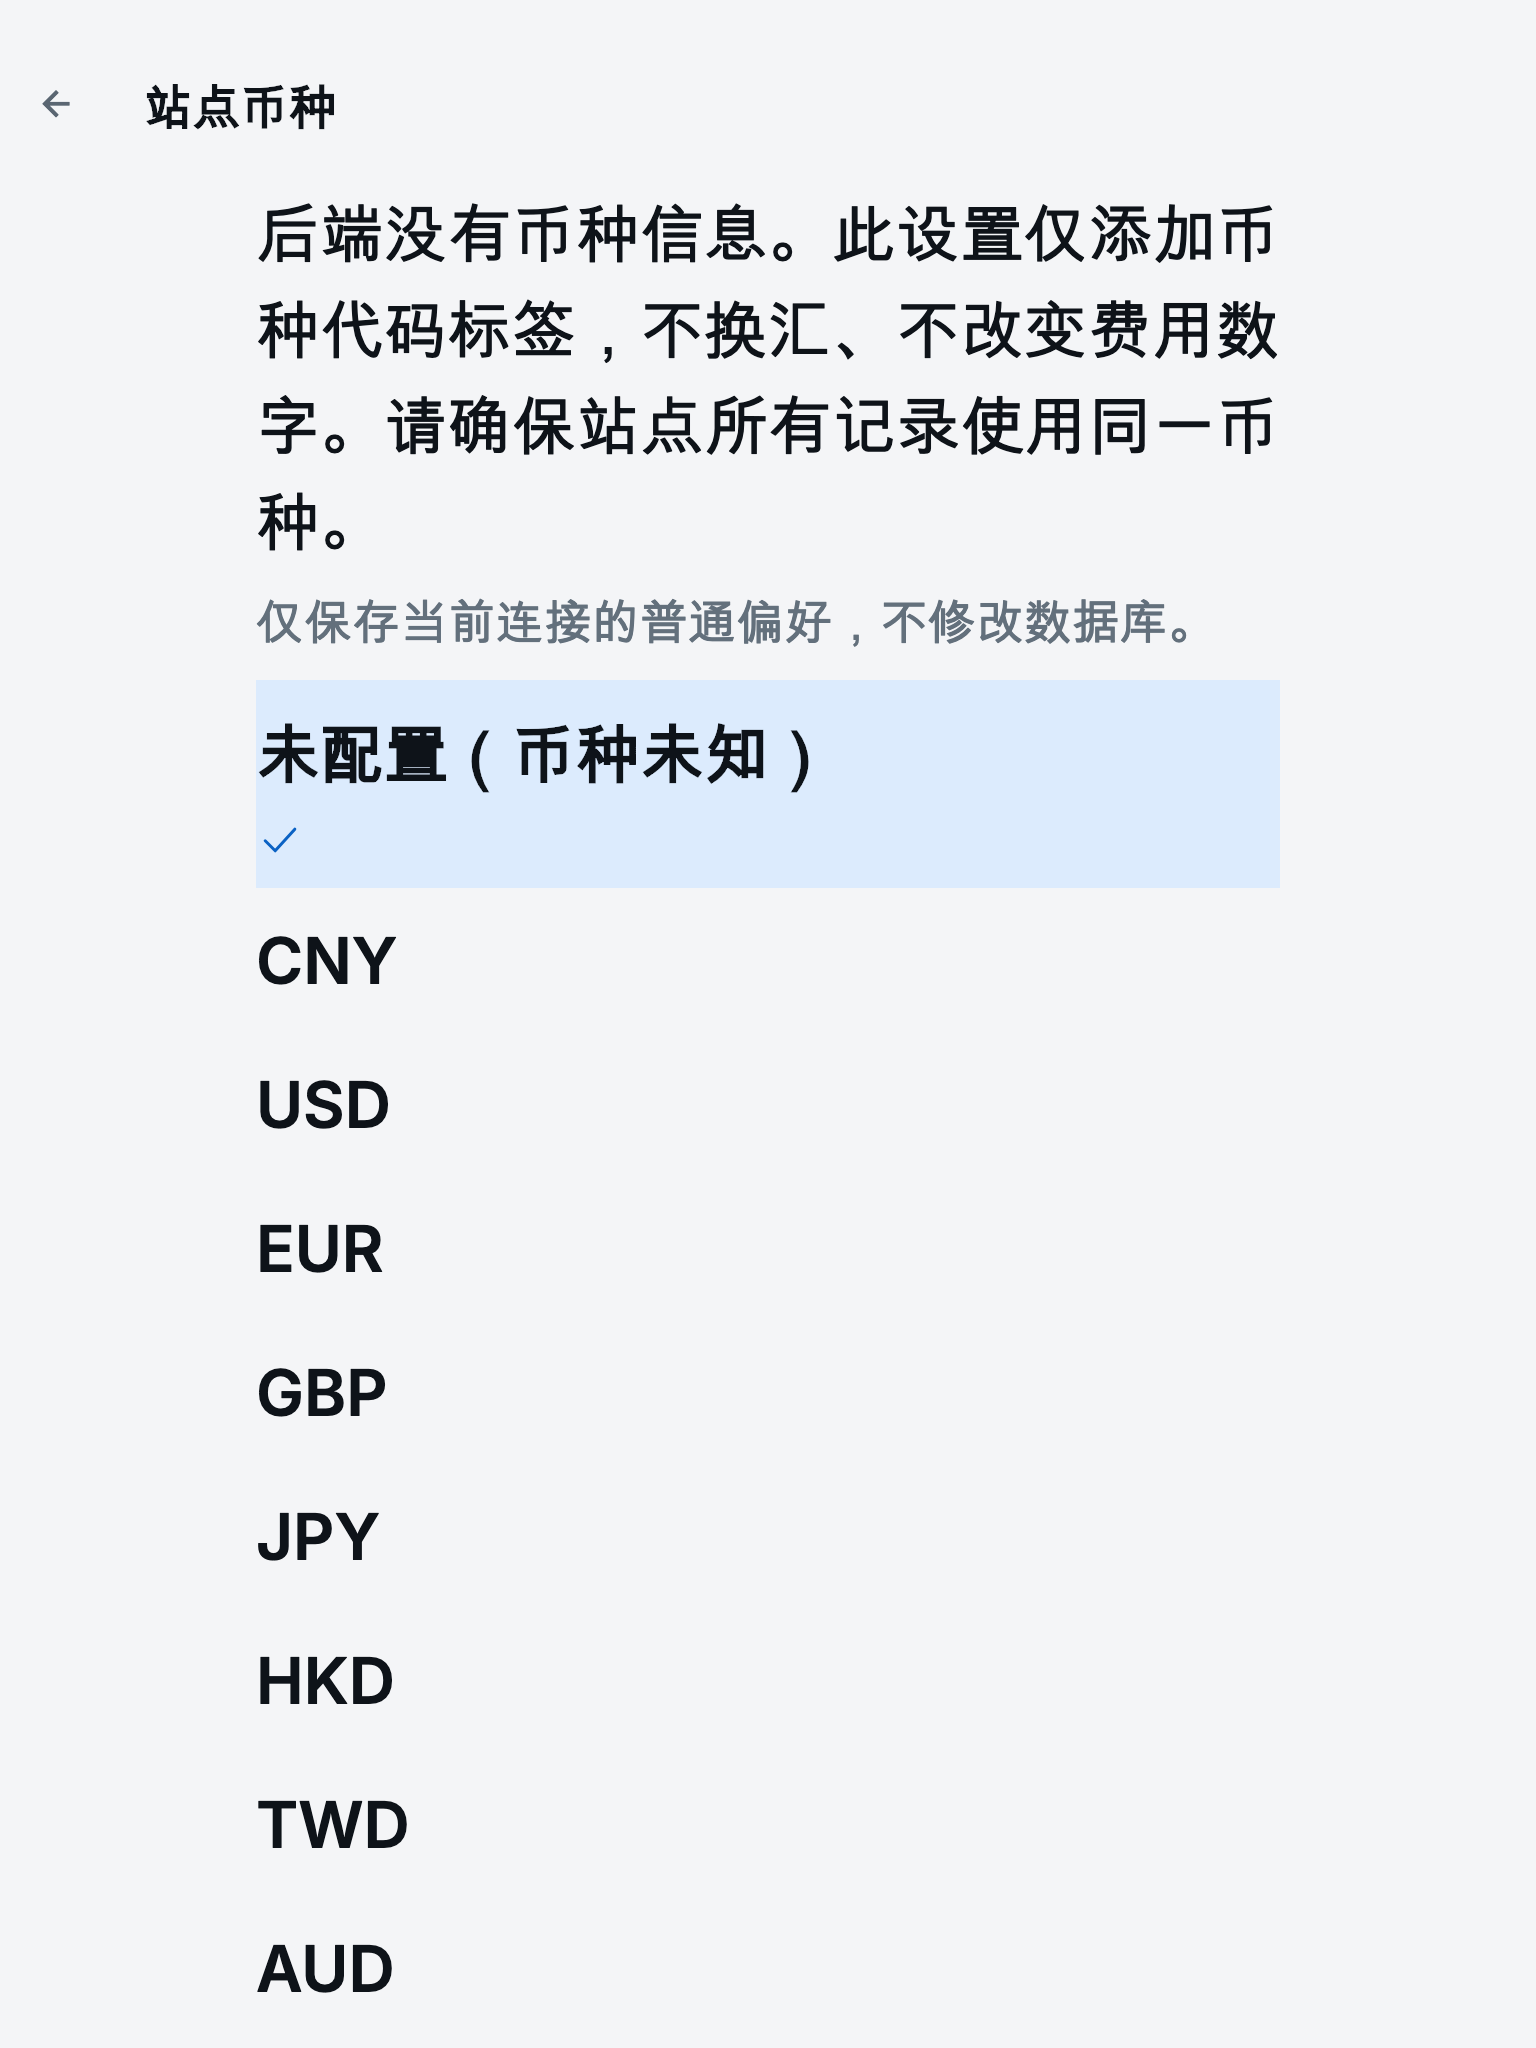 站点币种
后端没有币种信息。此设置仅添加币
种代码标签，不换汇、不改变费用数
字。请确保站点所有记录使用同一币
种。
仅保存当前连接的普通偏好，不修改数据库。
未配置（币种未知）
CNY
USD
EUR
GBP
JPY
HKD
TWD
AUD